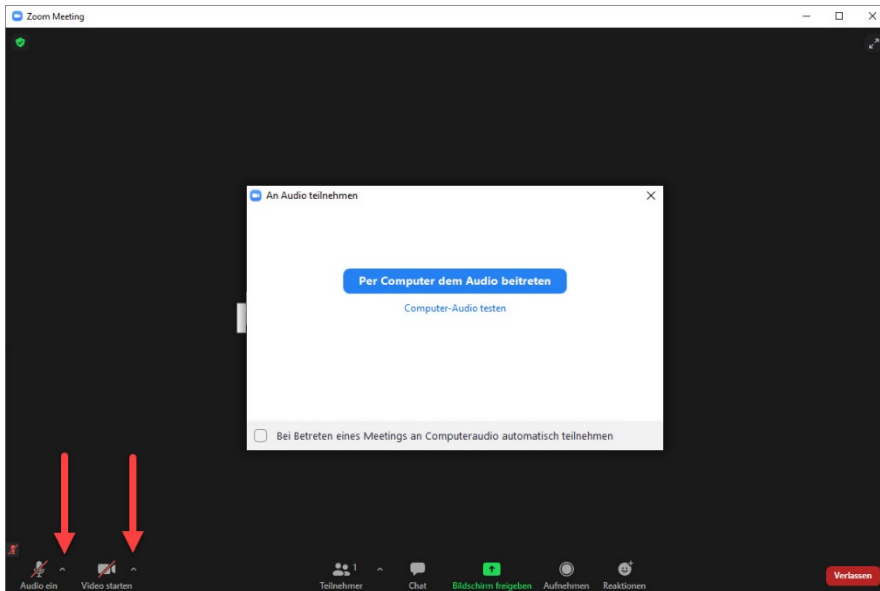 Zoom Meeting
An Audio teilnehmen
Per Computer dem Audio beitreten
Computer-Audio testen
Bei Betreten eines Meetings an Computeraudio automatisch teilnehmen
Audio ein
Video starten
1
Teilnehmer
Chat
Bildschirm freigeben
Aufnehmen
Reaktionen
Verlassen